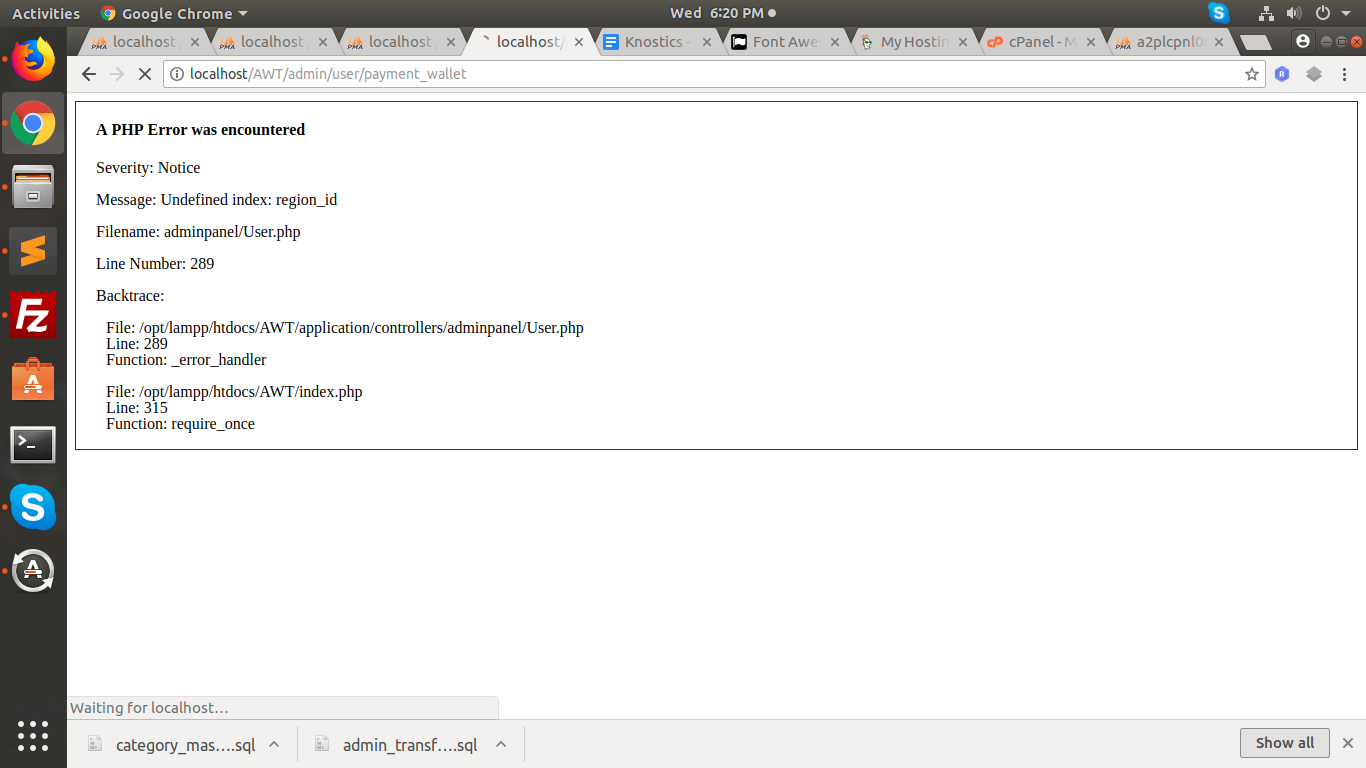 Activities
Google Chrome
Wed 6:20 PM
localhost
localhost
localhost
localhost/
Knostics -
Font Awe
My Hostin
cPanel - M
a2plcpnl0
localhost/AWT/admin/user/payment_wallet
A PHP Error was encountered
Severity: Notice
Message: Undefined index: region_id
Filename: adminpanel/User.php
Line Number: 289
Backtrace:
File: /opt/lampp/htdocs/AWT/application/controllers/adminpanel/User.php
Line: 289
Function: _error_handler
File: /opt/lampp/htdocs/AWT/index.php
Line: 315
Function: require_once
Waiting for localhost…
category_mas….sql
admin_transf….sql
Show all